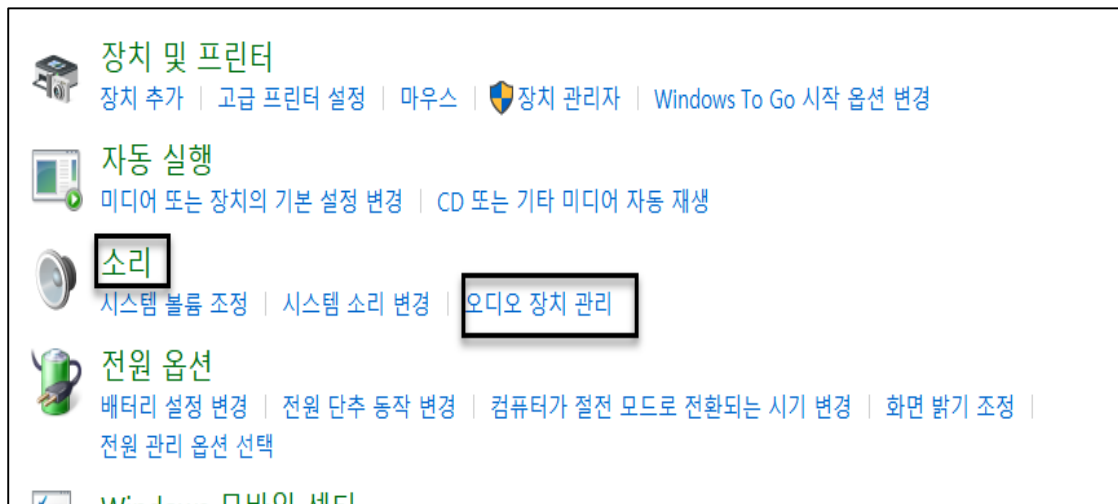 장치 및 프린터
장치 추가 | 고급 프린터 설정 | 마우스 | 장치 관리자 | Windows To Go 시작 옵션 변경
자동 실행
미디어 또는 장치의 기본 설정 변경 | CD 또는 기타 미디어 자동 재생
소리
시스템 볼륨 조정 | 시스템 소리 변경 | 오디오 장치 관리
전원 옵션
배터리 설정 변경 | 전원 단추 동작 변경 | 컴퓨터가 절전 모드로 전환되는 시기 변경 | 화면 밝기 조정 |
전원 관리 옵션 선택
Windows 모바일 센터